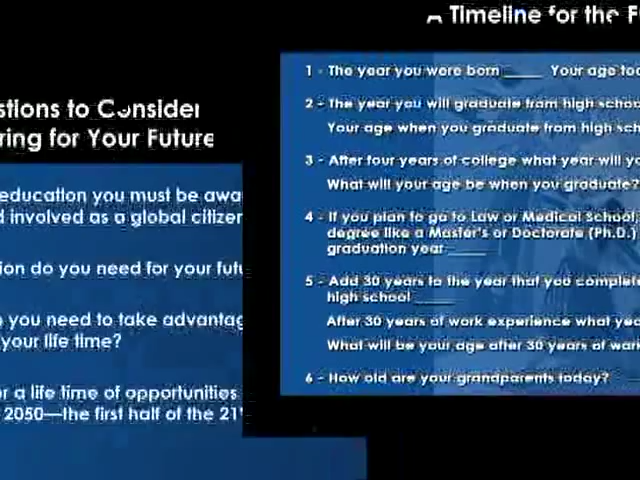 stions to Consider
ring for Your Future
education you must be awa
d involved as a global citizen
ion do you need for your futu
you need to take advantag
your life time?
r a life time of opportunities
2050—the first half of the 21
A Timeline for the F
1 - The year you were born ____ Your age tod
2 - The year you will graduate from high schoo
Your age when you graduate from high sch
3 - After four years of college what year will yo
What will your age be when you graduate?
4 - If you plan to go to Law or Medical School,
degree like a Master's or Doctorate (Ph.D.)
graduation year ____
5 - Add 30 years to the year that you complete
high school ____
After 30 years of work experience what yea
What will be your age after 30 years of work
6 - How old are your grandparents today?